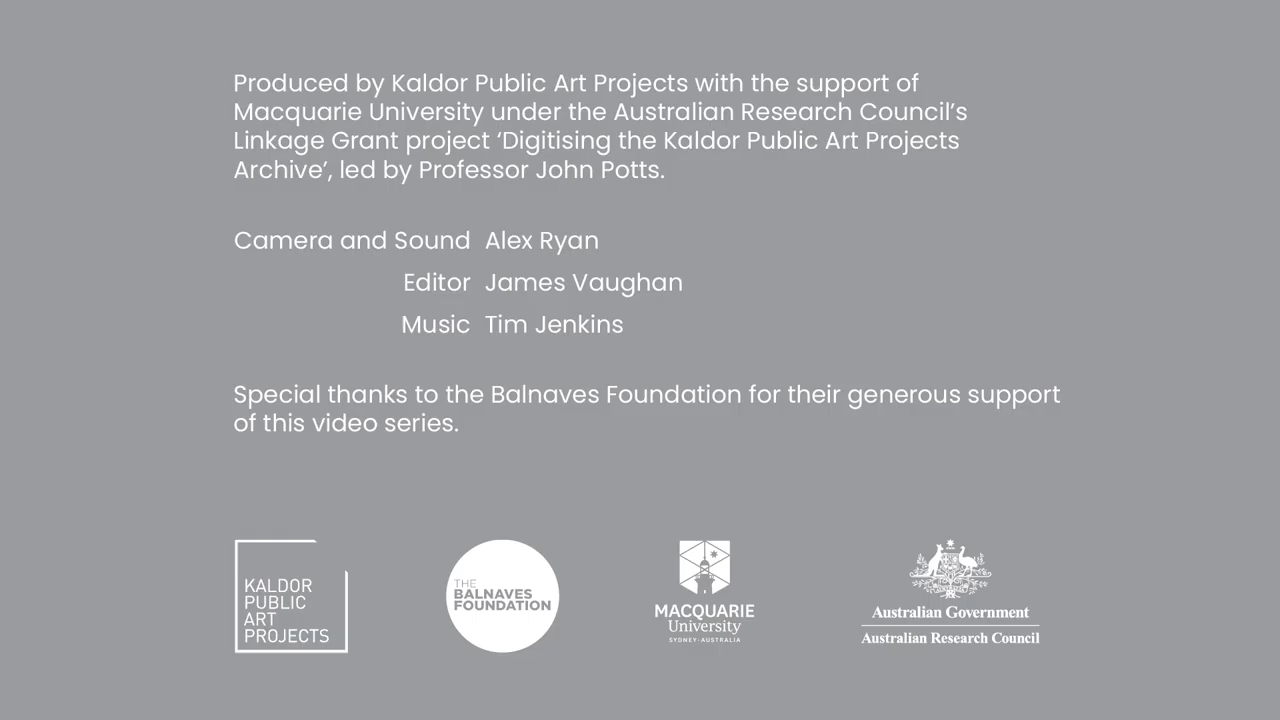 Produced by Kaldor Public Art Projects with the support of
Macquarie University under the Australian Research Council’s
Linkage Grant project ‘Digitising the Kaldor Public Art Projects
Archive’, led by Professor John Potts.
Camera and Sound Alex Ryan
Editor James Vaughan
Music Tim Jenkins
Special thanks to the Balnaves Foundation for their generous support
of this video series.
KALDOR
PUBLIC
ART
PROJECTS
THE
BALNAVES
FOUNDATION
MACQUARIE
University
SYDNEY·AUSTRALIA
Australian Government
Australian Research Council